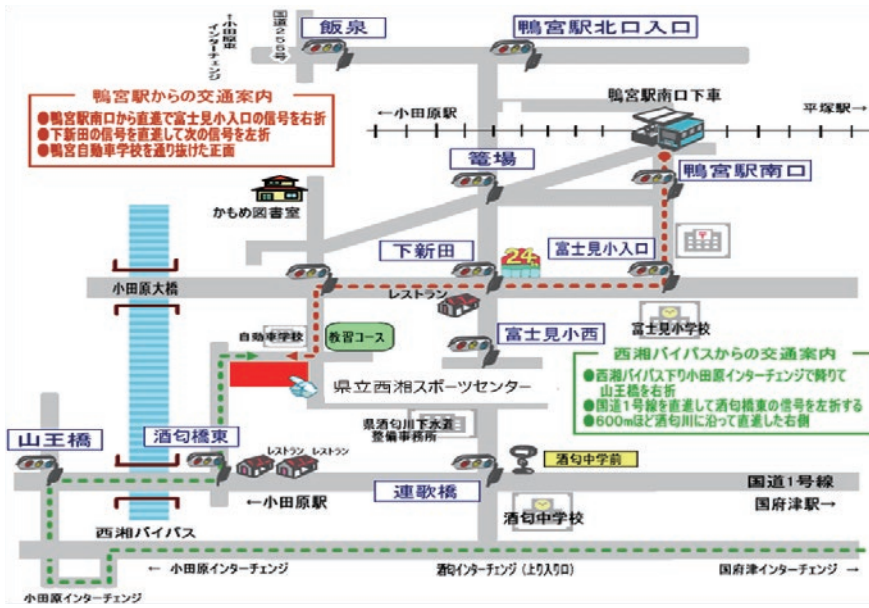 ←小田原東
インターチェンジ
国道255号
飯泉
鴨宮駅北口入口
鴨宮駅からの交通案内
●鴨宮駅南口から直進で富士見小入口の信号を右折
●下新田の信号を直進して次の信号を左折
●鴨宮自動車学校を通り抜けた正面
鴨宮駅南口下車
←小田原駅
平塚駅→
篭場
鴨宮駅南口
かもめ図書室
下新田
24h
富士見小入口
小田原大橋
レストラン
自動車学校
教習コース
富士見小西
富士見小学校
西湘バイパスからの交通案内
●西湘バイパス下り小田原インターチェンジで降りて
山王橋を右折
●国道1号線を直進して酒匂橋東の信号を左折する
●600mほど酒匂川に沿って直進した右側
県立西湘スポーツセンター
県酒匂川下水道
整備事務所
山王橋
酒匂橋東
レストラン
レストラン
連歌橋
酒匂中学前
国道1号線
←小田原駅
国府津駅→
酒匂中学校
西湘バイパス
← 小田原インターチェンジ
酒匂インターチェンジ(上り入り口)
国府津インターチェンジ →
小田原インターチェンジ